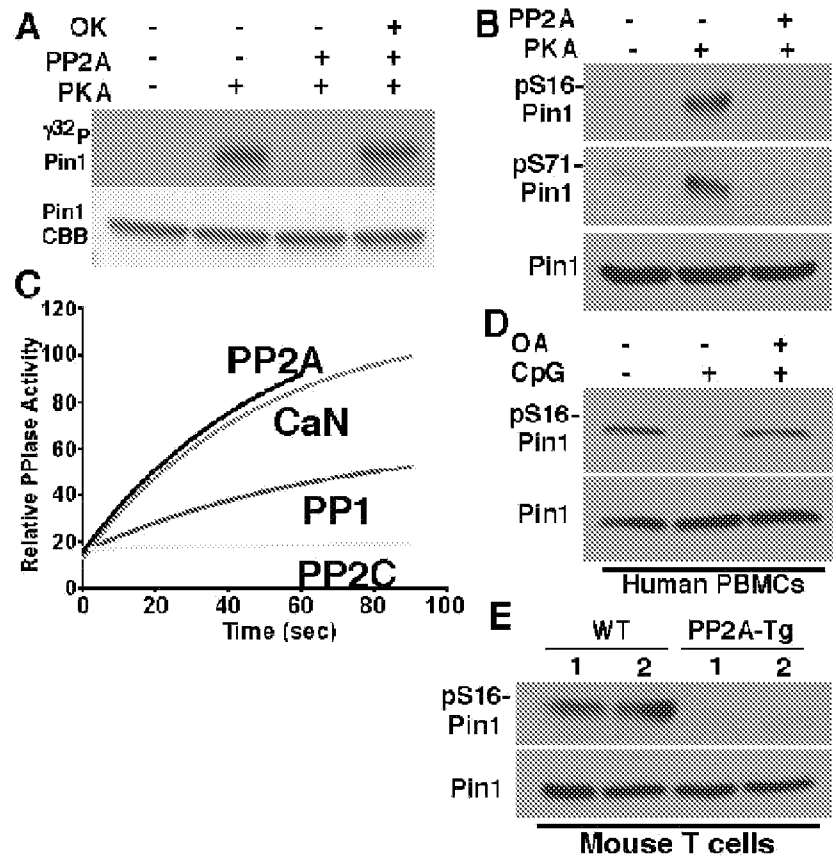 A
OK - - - +
PP2A - - + +
PKA - + + +
γ32P
Pin1
Pin1
CBB
B
PP2A - - +
PKA - + +
pS16-
Pin1
pS71-
Pin1
Pin1
C
Relative PPIase Activity
120
100
80
60
40
20
0
PP2A
CaN
PP1
PP2C
0 20 40 60 80 100
Time (sec)
D
OA - - +
CpG - + +
pS16-
Pin1
Pin1
Human PBMCs
E
WT PP2A-Tg
1 2 1 2
pS16-
Pin1
Pin1
Mouse T cells